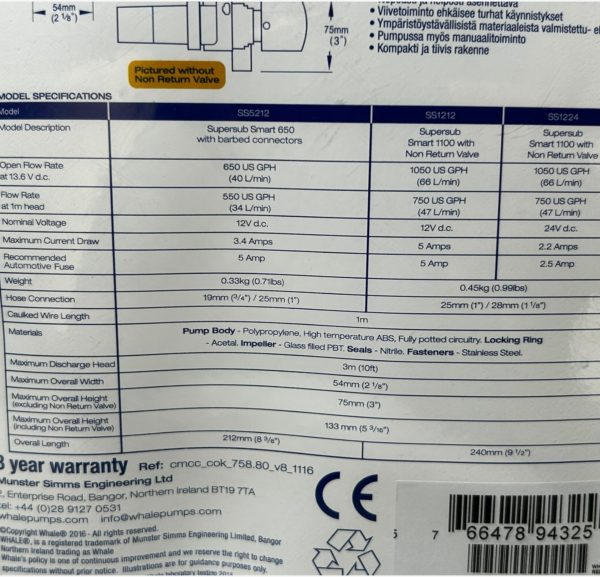 54mm
(2 1/8")
75mm
(3")
• Viivetoiminto ehkäisee turhat käynnistykset
• Ympäristöystävällisistä materiaaleista valmistettu-
• Pumpussa myös manuaalitoiminto
• Kompakti ja tiivis rakenne
Pictured without
Non Return Valve
MODEL SPECIFICATIONS
Model SS5212 SS1212 SS1224
Model Description Supersub Smart 650 with barbed connectors Supersub Smart 1100 with Non Return Valve Supersub Smart 1100 with Non Return Valve
Open Flow Rate at 13.6 V d.c. 650 US GPH (40 L/min) 1050 US GPH (66 L/min) 1050 US GPH (66 L/min)
Flow Rate at 1m head 550 US GPH (34 L/min) 750 US GPH (47 L/min) 750 US GPH (47 L/min)
Nominal Voltage 12V d.c. 12V d.c. 24V d.c.
Maximum Current Draw 3.4 Amps 5 Amps 2.2 Amps
Recommended Automotive Fuse 5 Amp 5 Amp 2.5 Amp
Weight 0.33kg (0.71lbs) 0.45kg (0.99lbs)
Hose Connection 19mm (3/4") / 25mm (1") 25mm (1") / 28mm (1 1/8")
Caulked Wire Length 1m
Materials Pump Body - Polypropylene, High temperature ABS, Fully potted circuitry. Locking Ring
- Acetal. Impeller - Glass filled PBT. Seals - Nitrile. Fasteners - Stainless Steel.
Maximum Discharge Head 3m (10ft)
Maximum Overall Width 54mm (2 1/8")
Maximum Overall Height (excluding Non Return Valve) 75mm (3")
Maximum Overall Height (including Non Return Valve) 133 mm (5 3/16")
Overall Length 212mm (8 3/8") 240mm (9 1/2")
3 year warranty Ref: cmcc_cok_758.80_v8_1116
Munster Simms Engineering Ltd
2, Enterprise Road, Bangor, Northern Ireland BT19 7TA
tel: +44 (0)28 9127 0531
whalepumps.com info@whalepumps.com
©Copyright Whale® 2016 - All rights reserved.
WHALE®, is a registered trademark of Munster Simms Engineering Limited, Bangor
Northern Ireland trading as Whale
Whale's policy is one of continuous improvement and we reserve the right to change
specifications without prior notice. Illustrations are for guidance purposes only.
CE
5 7 66478 94325